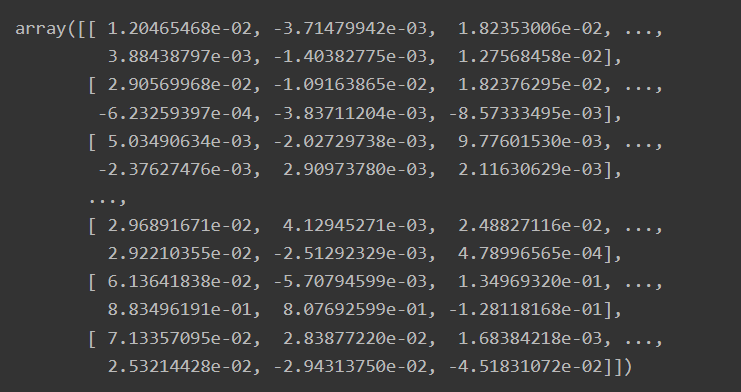 array([[ 1.20465468e-02, -3.71479942e-03,  1.82353006e-02, ...,
         3.88438797e-03, -1.40382775e-03,  1.27568458e-02],
       [ 2.90569968e-02, -1.09163865e-02,  1.82376295e-02, ...,
        -6.23259397e-04, -3.83711204e-03, -8.57333495e-03],
       [ 5.03490634e-03, -2.02729738e-03,  9.77601530e-03, ...,
        -2.37627476e-03,  2.90973780e-03,  2.11630629e-03],
       ...,
       [ 2.96891671e-02,  4.12945271e-03,  2.48827116e-02, ...,
         2.92210355e-02, -2.51292329e-03,  4.78996565e-04],
       [ 6.13641838e-02, -5.70794599e-03,  1.34969320e-01, ...,
         8.83496191e-01,  8.07692599e-01, -1.28118168e-01],
       [ 7.13357095e-02,  2.83877220e-02,  1.68384218e-03, ...,
         2.53214428e-02, -2.94313750e-02, -4.51831072e-02]])